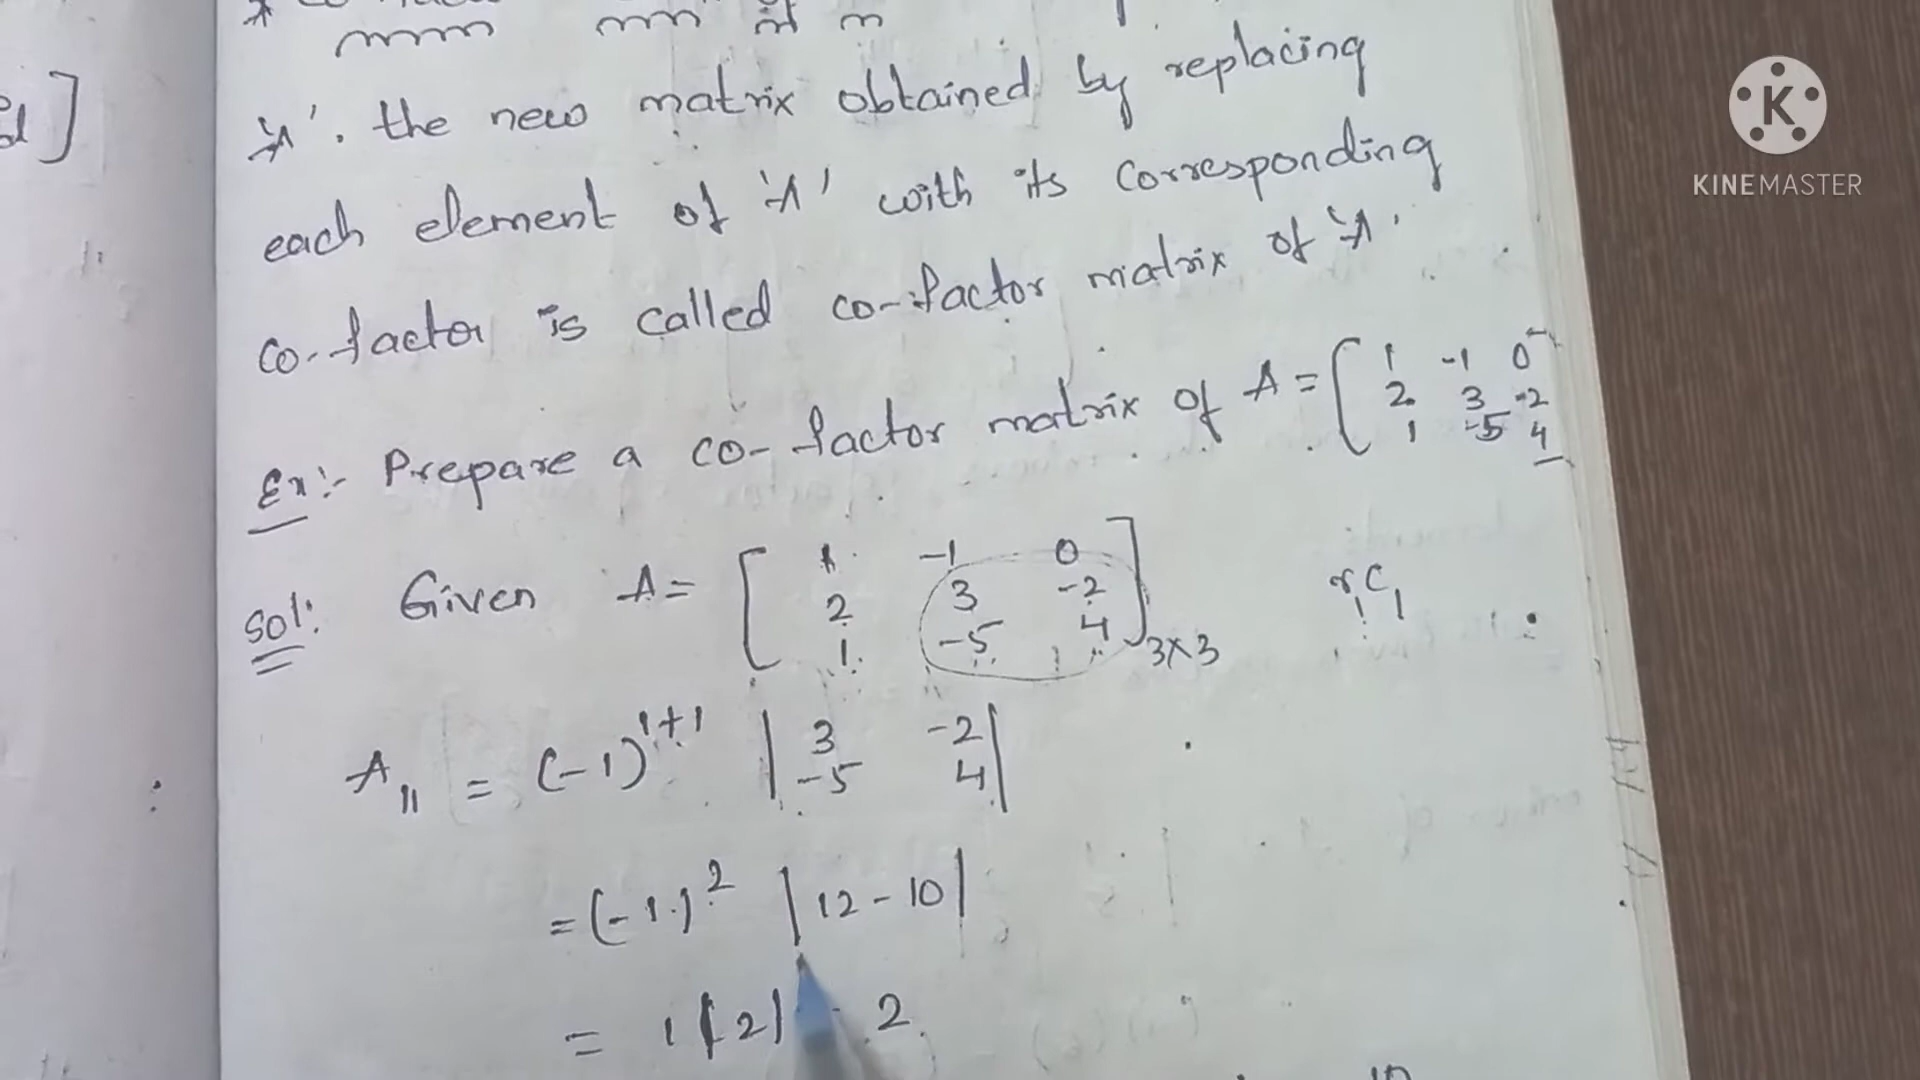 'A'. the new matrix obtained by replacing
each element of 'A' with its corresponding
co-factor is called co-factor matrix of 'A'.
Ex:- Prepare a co-factor matrix of A = [ 1 -1 0
2 3 -2
1 -5 4
Sol: Given A = [ 1 -1 0 ]
2 3 -2
1 -5 4
3x3
r1 C1
A11 = (-1)^1+1 | 3 -2 |
-5 4
= (-1)^2 |12-10|
= 1 |2| 2
KINEMASTER